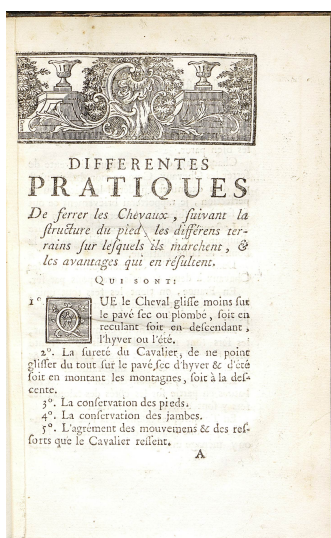 DIFFERENTES
PRATIQUES
De ferrer les Chevaux, ſuivant la
ſtructure du pied, les différens ter-
rains ſur leſquels ils marchent, &
les avantages qui en réſultent.
QUI SONT:
1° QUE le Cheval gliſſe moins ſur
le pavé ſec ou plombé, ſoit en
reculant ſoit en deſcendant,
l'hyver ou l'été.
2°. La sureté du Cavalier, de ne point
gliſſer du tout ſur le pavé ſec d'hyver & d'été
ſoit en montant les montagnes, ſoit à la deſ-
cente.
3°. La conſervation des pieds.
4°. La conſervation des jambes.
5°. L'agrément des mouvemens & des reſ-
ſorts que le Cavalier reſſent.
A